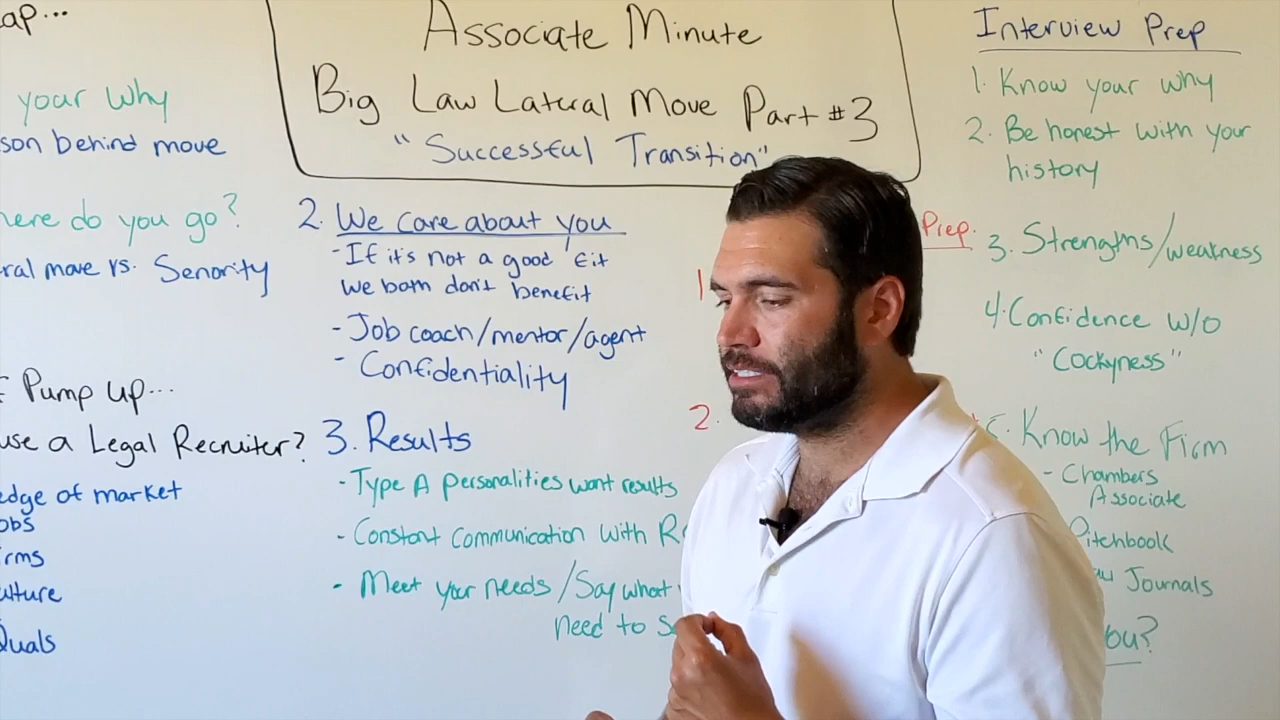 ap...
your Why
son behind move
here do you go?
ral move vs. Senority
Pump up...
use a Legal Recruiter?
edge of market
obs
irms
ulture
Quals
Associate Minute
Big Law Lateral Move Part #3
"Successful Transition"
2. We care about you
- If it's not a good fit
we both don't benefit
- Job coach/mentor/agent
- Confidentiality
3. Results
- Type A personalities want results
- Constant Communication with R
- Meet your needs/Say what
need to s
Prep.
1
2.
Interview Prep
1. Know your why
2. Be honest with your
history
3. Strengths/weakness
4. Confidence w/o
"Cockyness"
5. Know the Firm
- Chambers
Associate
Pitchbook
Journals
ou?